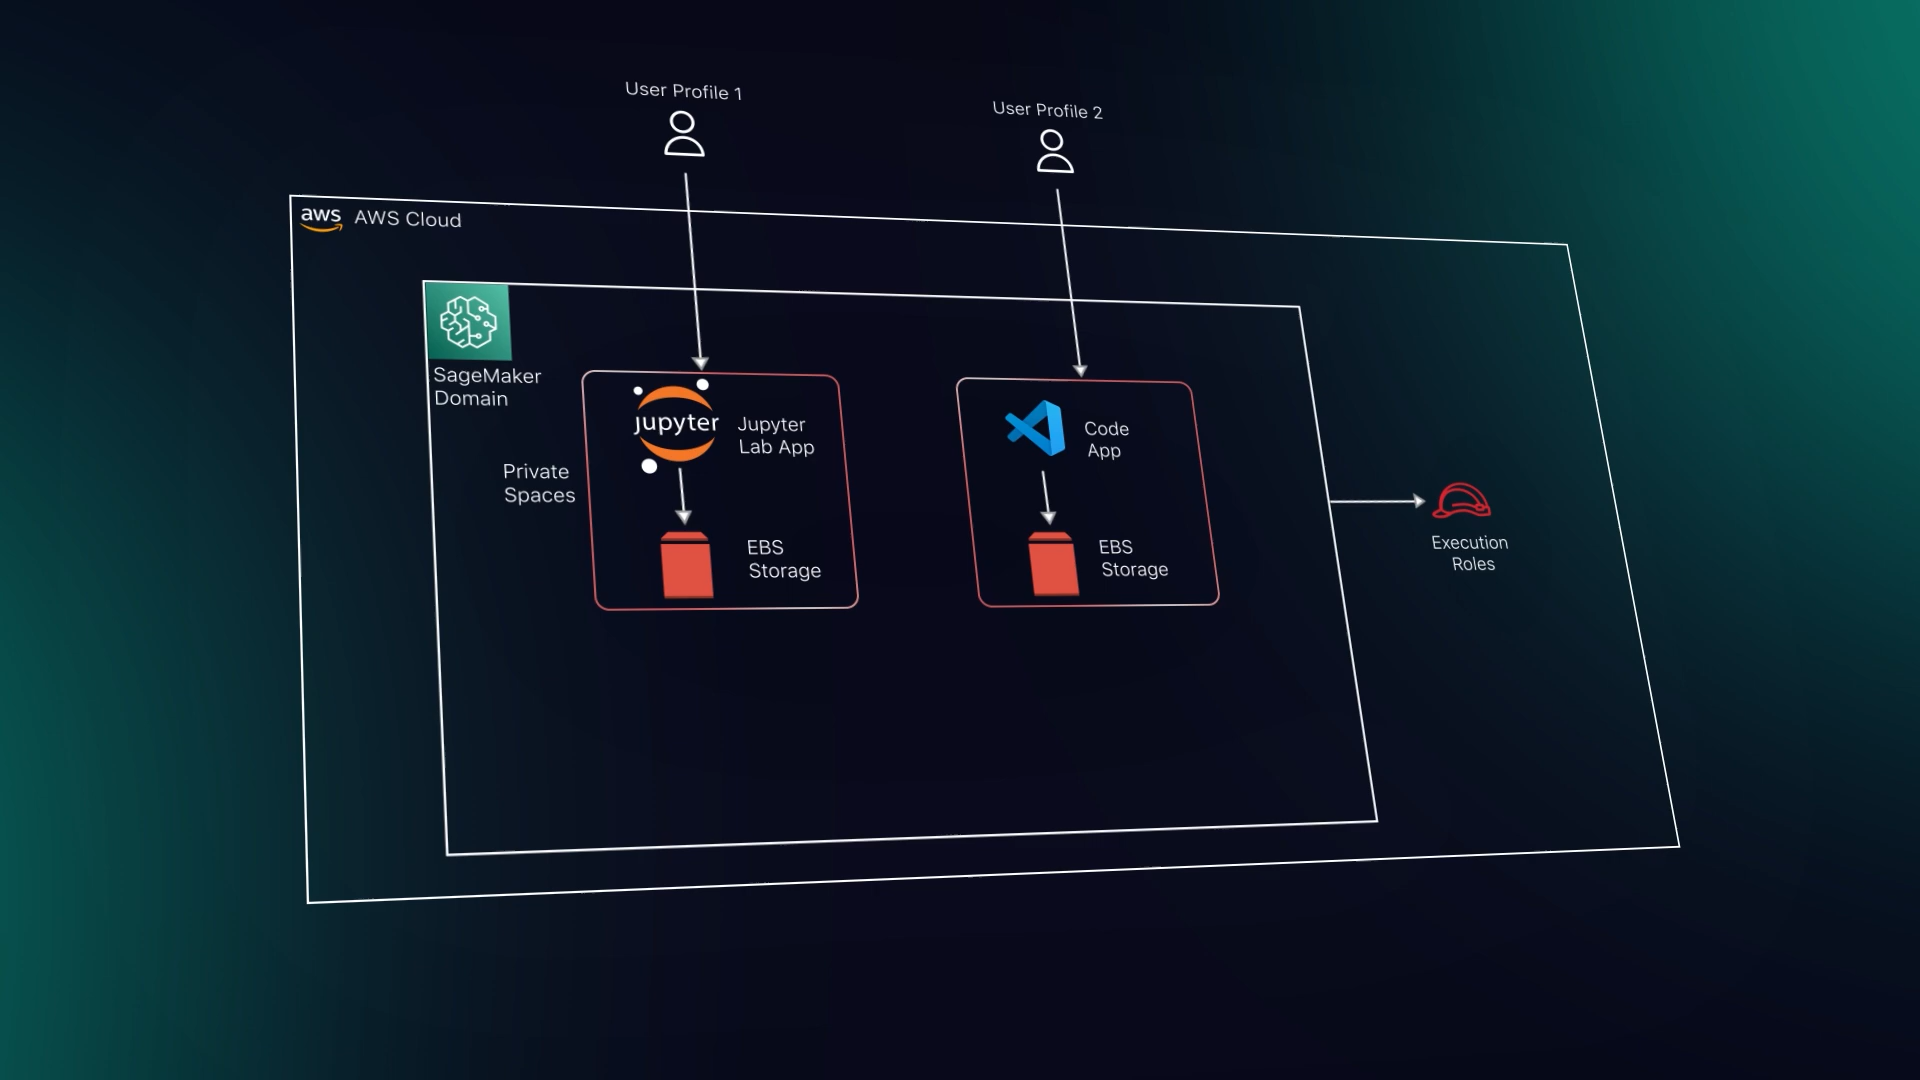 User Profile 1
User Profile 2
aws AWS Cloud
SageMaker
Domain
Private
Spaces
jupyter
Jupyter
Lab App
EBS
Storage
Code
App
EBS
Storage
Execution
Roles